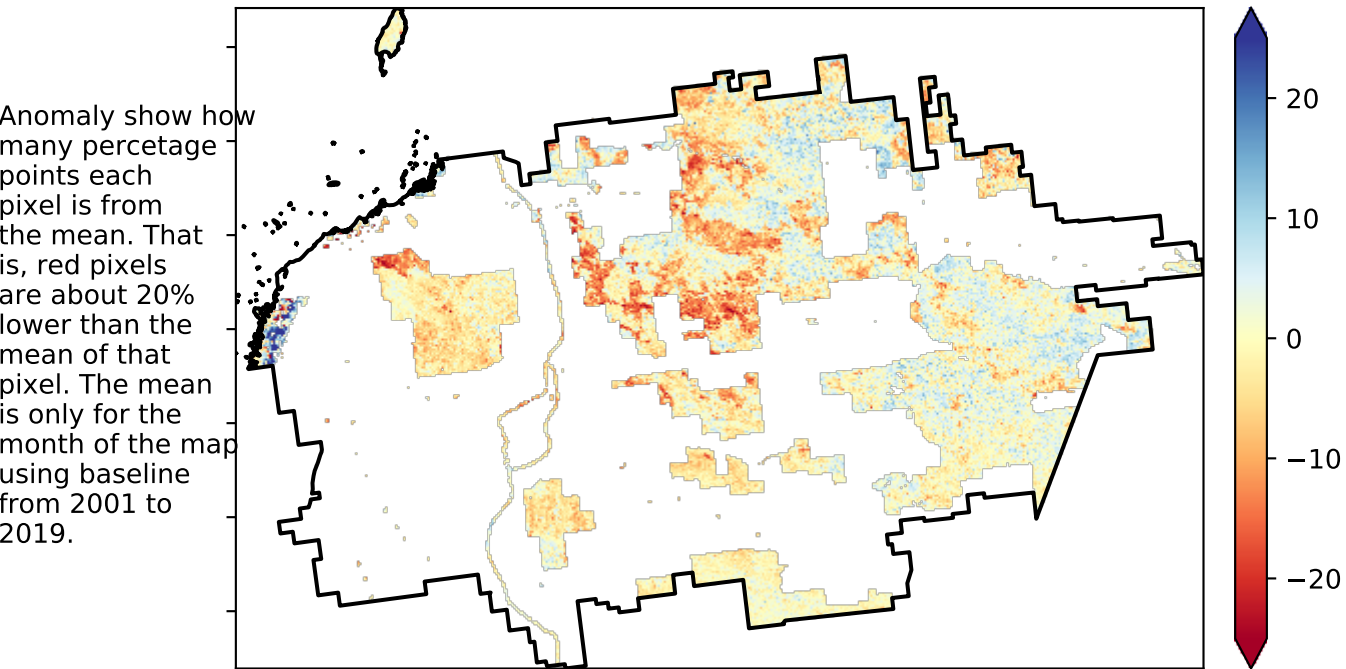 Anomaly show how
many percetage
points each
pixel is from
the mean. That
is, red pixels
are about 20%
lower than the
mean of that
pixel. The mean
is only for the
month of the map
using baseline
from 2001 to
2019.
20
10
0
−10
−20